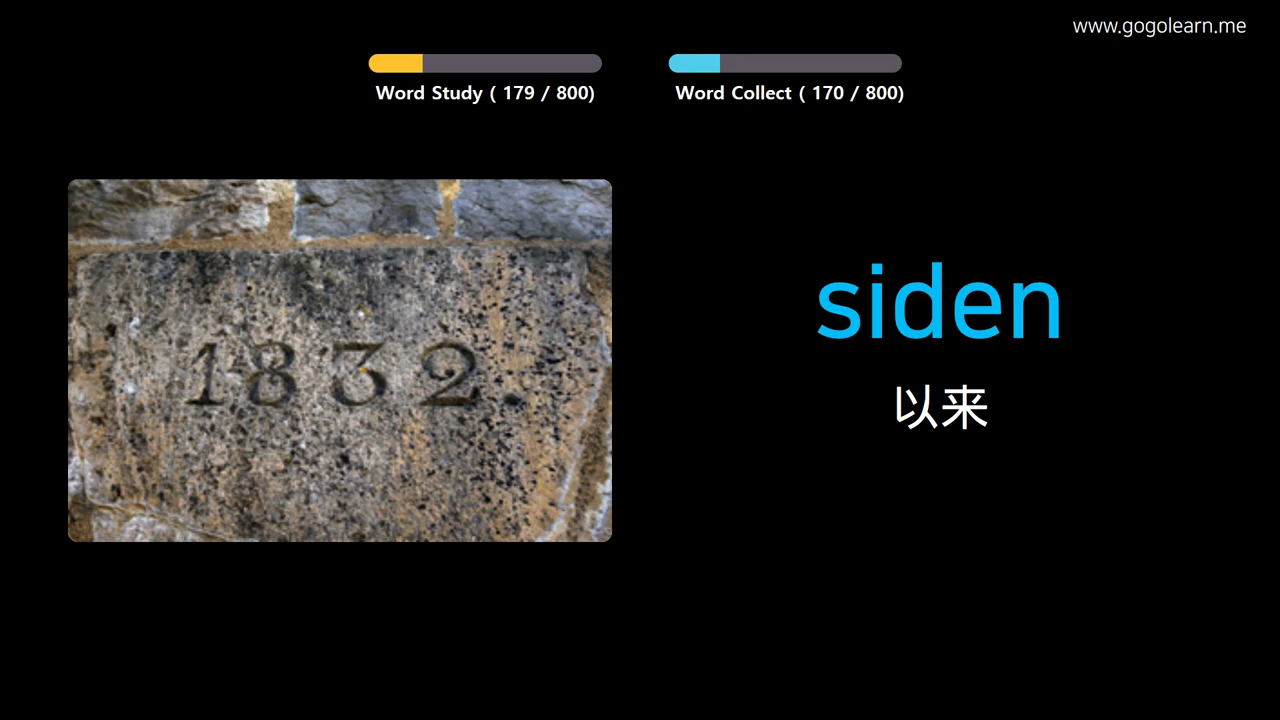 www.gogolearn.me
Word Study ( 179 / 800)
Word Collect ( 170 / 800)
1832.
siden
以来